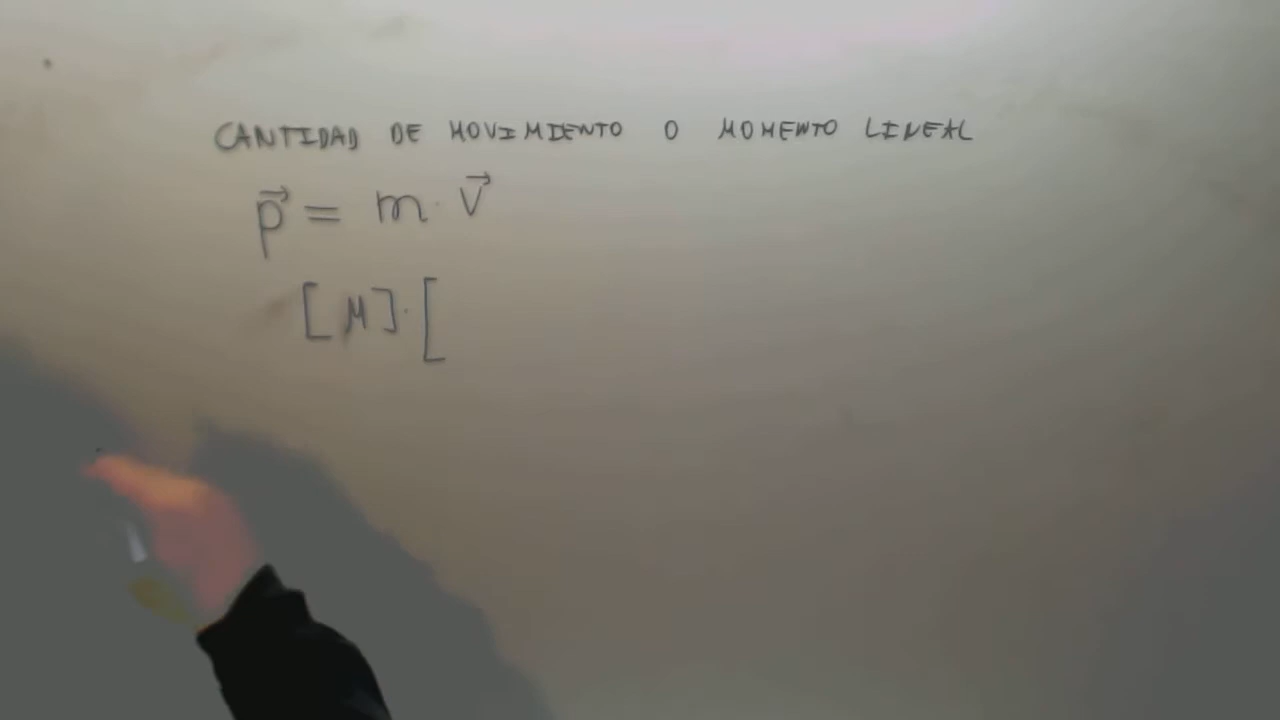 CANTIDAD DE MOVIMIENTO O MOMENTO LINEAL
p⃗ = m · v⃗
[M] · [